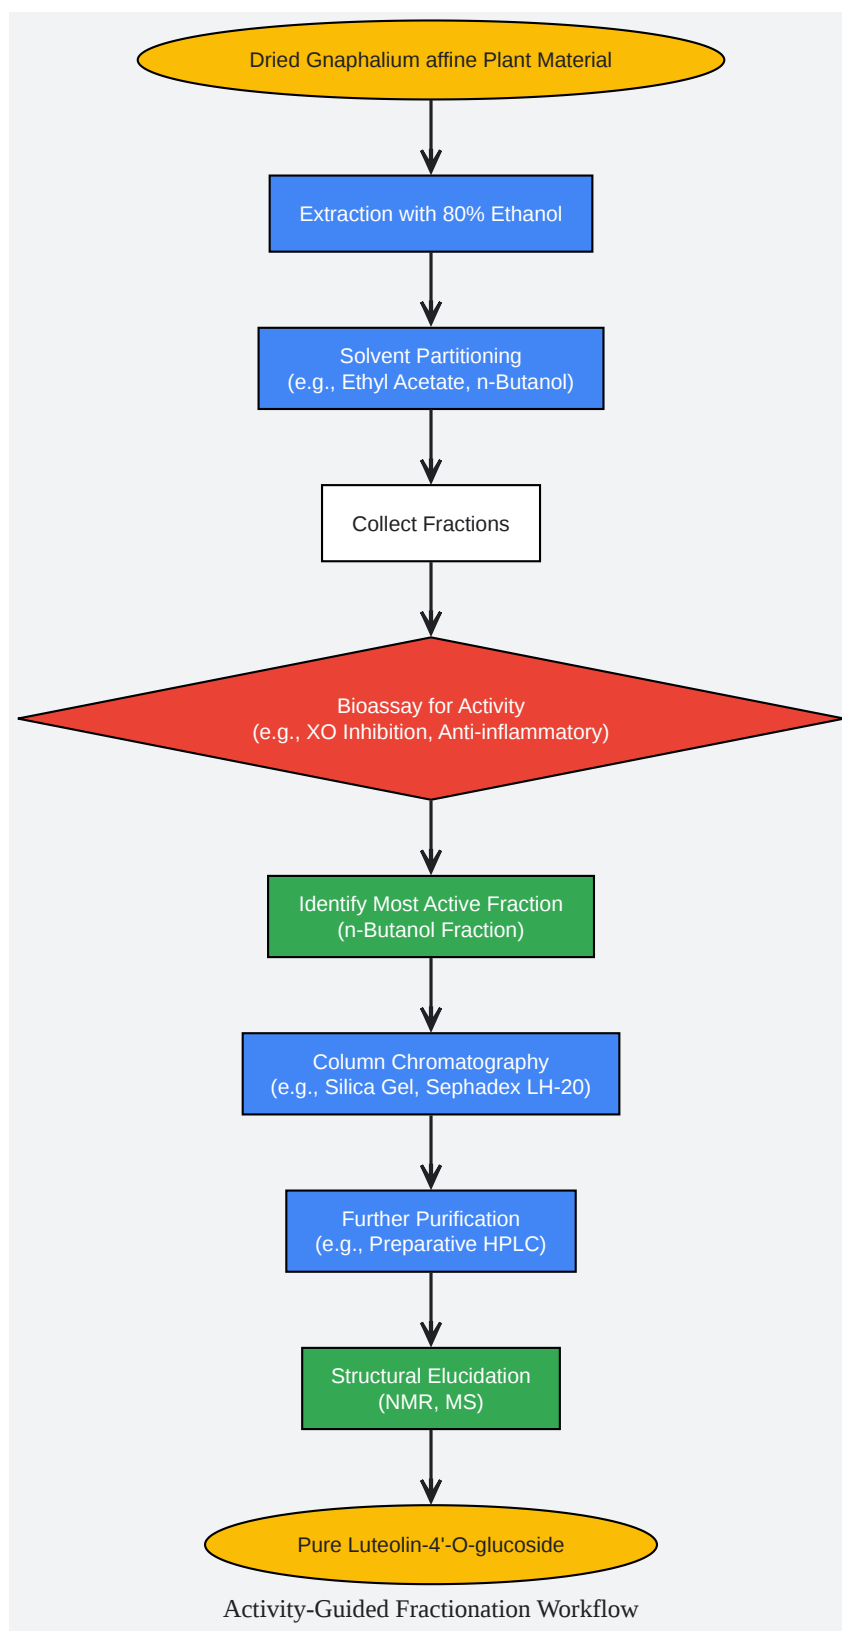 Dried Gnaphalium affine Plant Material
Extraction with 80% Ethanol
Solvent Partitioning
(e.g., Ethyl Acetate, n-Butanol)
Collect Fractions
Bioassay for Activity
(e.g., XO Inhibition, Anti-inflammatory)
Identify Most Active Fraction
(n-Butanol Fraction)
Column Chromatography
(e.g., Silica Gel, Sephadex LH-20)
Further Purification
(e.g., Preparative HPLC)
Structural Elucidation
(NMR, MS)
Pure Luteolin-4'-O-glucoside
Activity-Guided Fractionation Workflow